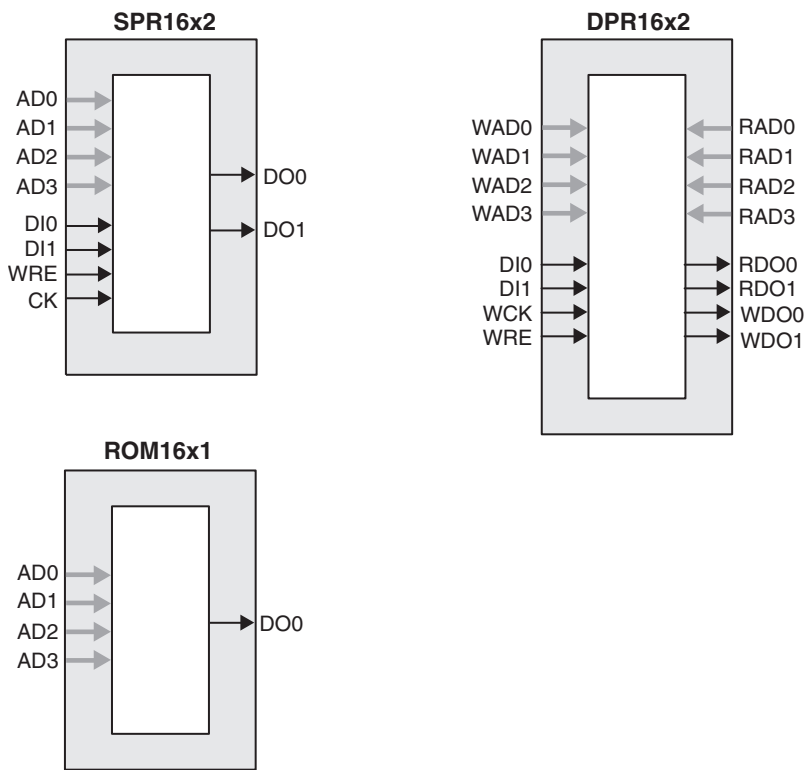 SPR16x2
AD0
AD1
AD2
AD3
DI0
DI1
WRE
CK
DO0
DO1
DPR16x2
WAD0
WAD1
WAD2
WAD3
DI0
DI1
WCK
WRE
RAD0
RAD1
RAD2
RAD3
RDO0
RDO1
WDO0
WDO1
ROM16x1
AD0
AD1
AD2
AD3
DO0